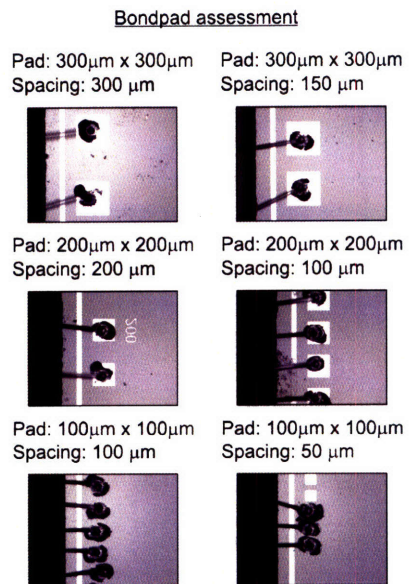 Bondpad assessment
Pad: 300μm x 300μm
Spacing: 300 μm
Pad: 300μm x 300μm
Spacing: 150 μm
Pad: 200μm x 200μm
Spacing: 200 μm
200
Pad: 200μm x 200μm
Spacing: 100 μm
Pad: 100μm x 100μm
Spacing: 100 μm
Pad: 100μm x 100μm
Spacing: 50 μm